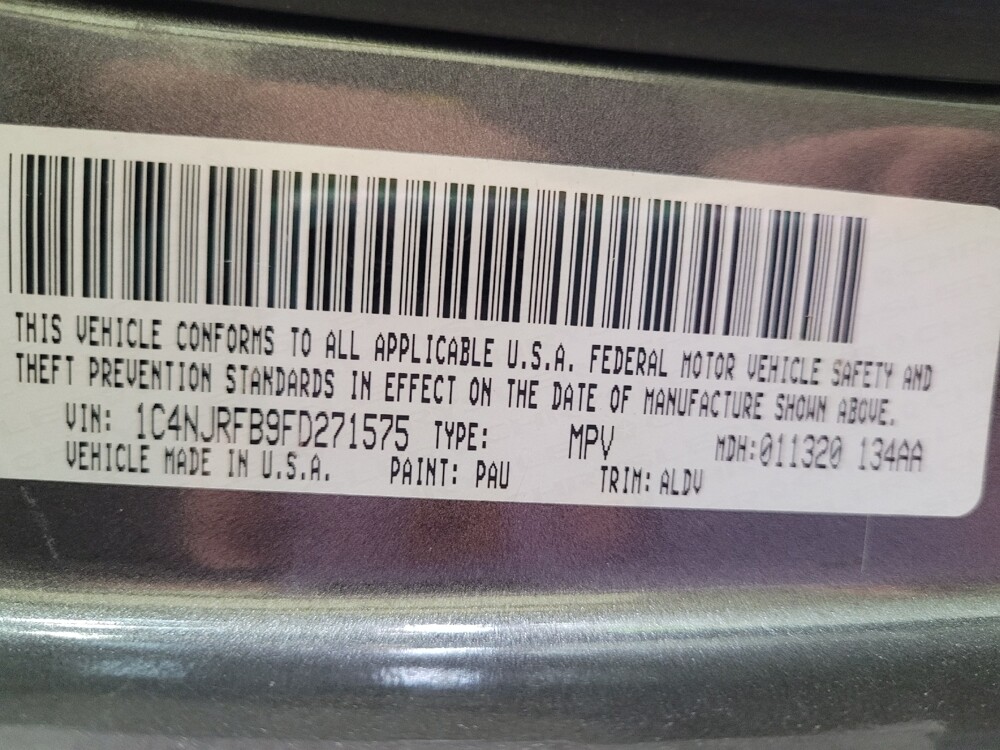 THIS VEHICLE CONFORMS TO ALL APPLICABLE U.S.A. FEDERAL MOTOR VEHICLE SAFETY AND
THEFT PREVENTION STANDARDS IN EFFECT ON THE DATE OF MANUFACTURE SHOWN ABOVE.
VIN: 1C4NJRFB9FD271575 TYPE: MPV MDH:011320 134AA
VEHICLE MADE IN U.S.A. PAINT: PAU TRIM: ALDV